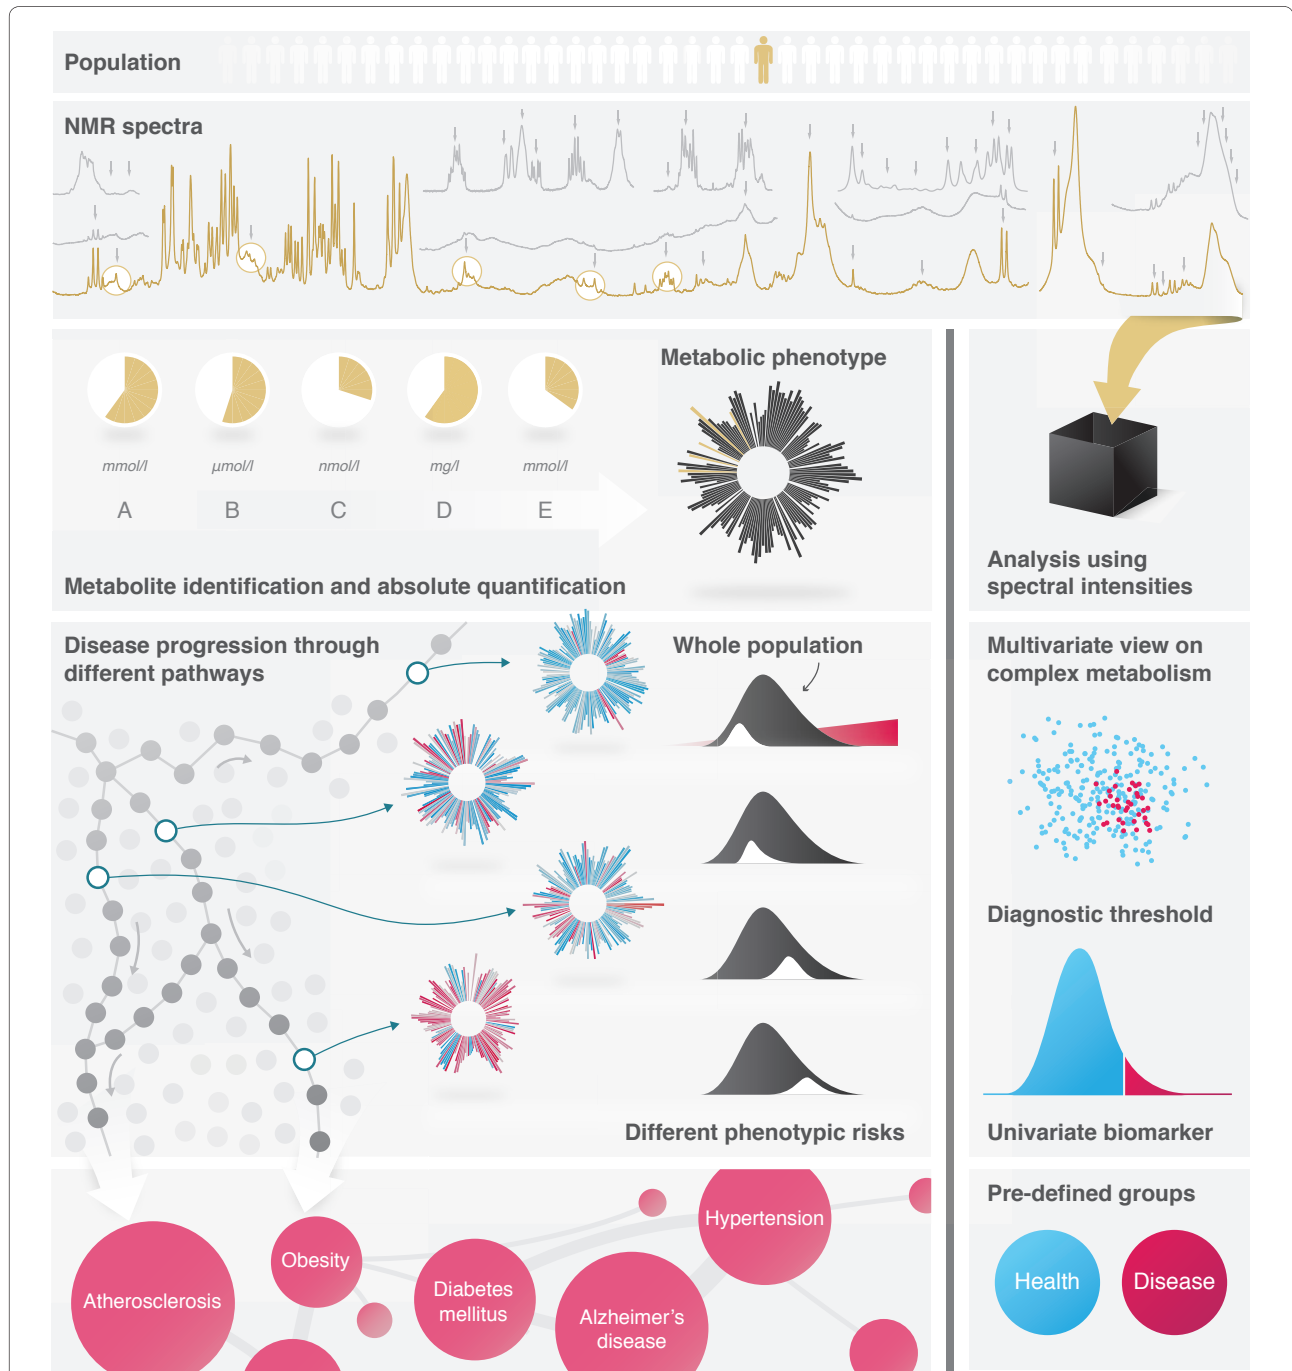 Population
NMR spectra
mmol/l
µmol/l
nmol/l
mg/l
mmol/l
A
B
C
D
E
Metabolic phenotype
Metabolite identification and absolute quantification
Analysis using
spectral intensities
Disease progression through
different pathways
Whole population
Different phenotypic risks
Multivariate view on
complex metabolism
Diagnostic threshold
Univariate biomarker
Atherosclerosis
Obesity
Diabetes
mellitus
Alzheimer's
disease
Hypertension
Pre-defined groups
Health
Disease